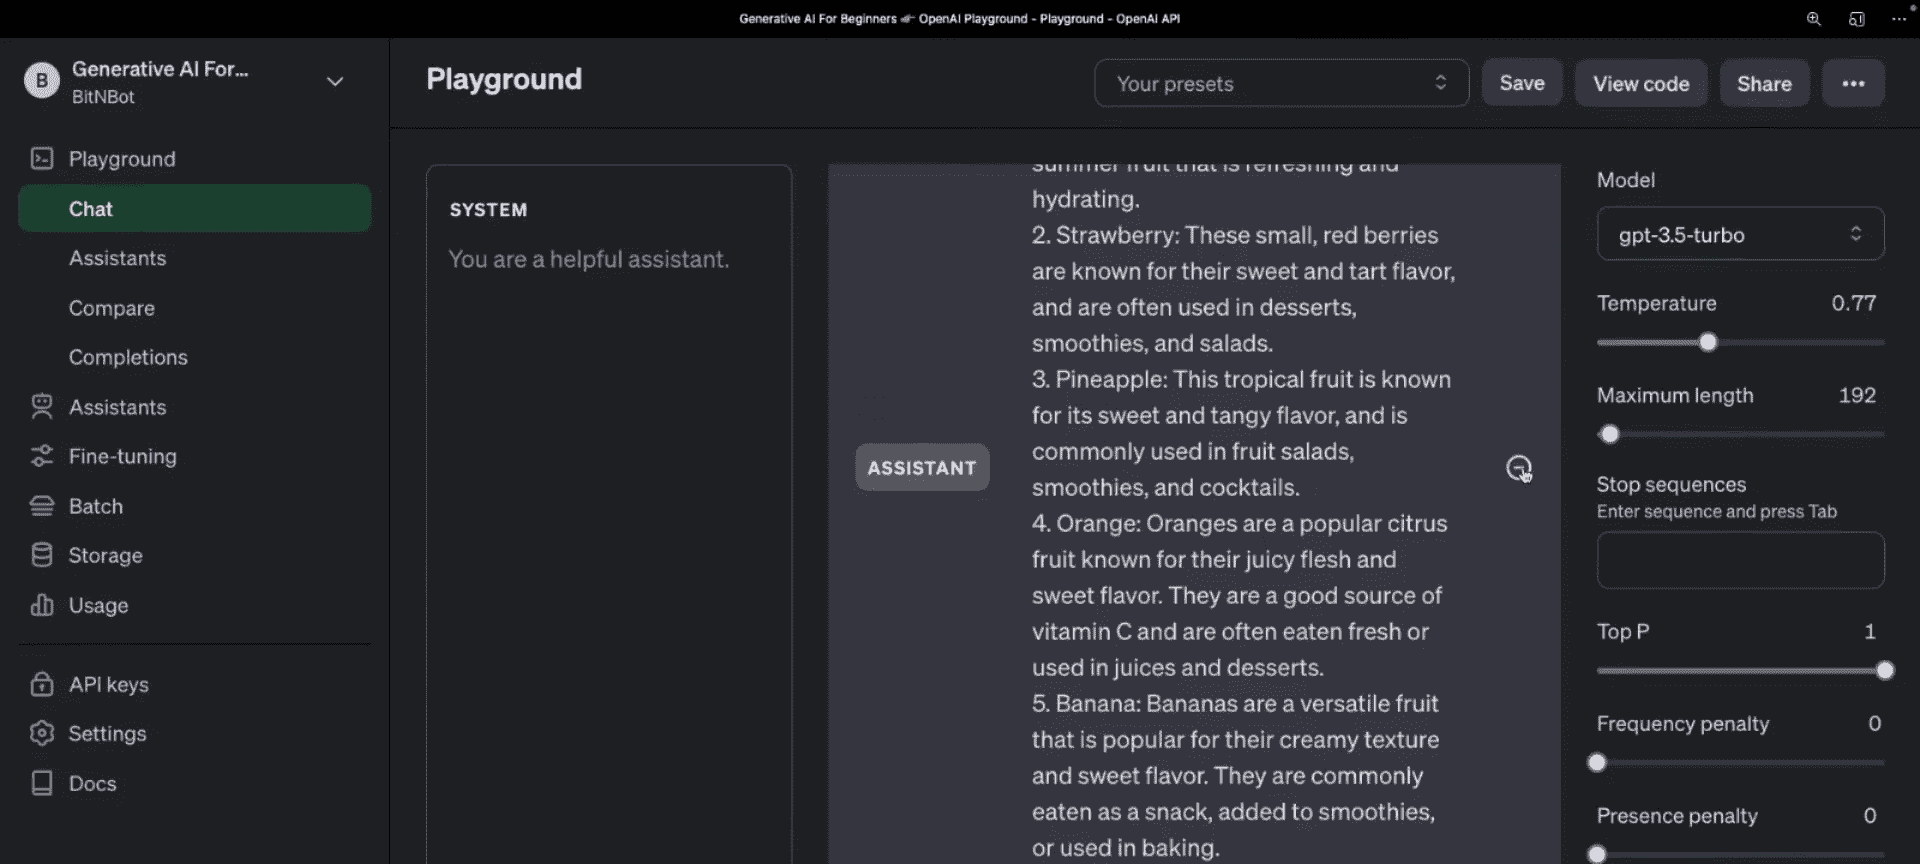 Generative AI For Beginners OpenAI Playground - Playground - OpenAI API
B
Generative AI For...
BitNBot
Playground
Chat
Assistants
Compare
Completions
Assistants
Fine-tuning
Batch
Storage
Usage
API keys
Settings
Docs
Playground
Your presets
Save
View code
Share
SYSTEM
You are a helpful assistant.
ASSISTANT
summer fruit that is refreshing and
hydrating.
2. Strawberry: These small, red berries
are known for their sweet and tart flavor,
and are often used in desserts,
smoothies, and salads.
3. Pineapple: This tropical fruit is known
for its sweet and tangy flavor, and is
commonly used in fruit salads,
smoothies, and cocktails.
4. Orange: Oranges are a popular citrus
fruit known for their juicy flesh and
sweet flavor. They are a good source of
vitamin C and are often eaten fresh or
used in juices and desserts.
5. Banana: Bananas are a versatile fruit
that is popular for their creamy texture
and sweet flavor. They are commonly
eaten as a snack, added to smoothies,
or used in baking.
Model
gpt-3.5-turbo
Temperature 0.77
Maximum length 192
Stop sequences
Enter sequence and press Tab
Top P 1
Frequency penalty 0
Presence penalty 0